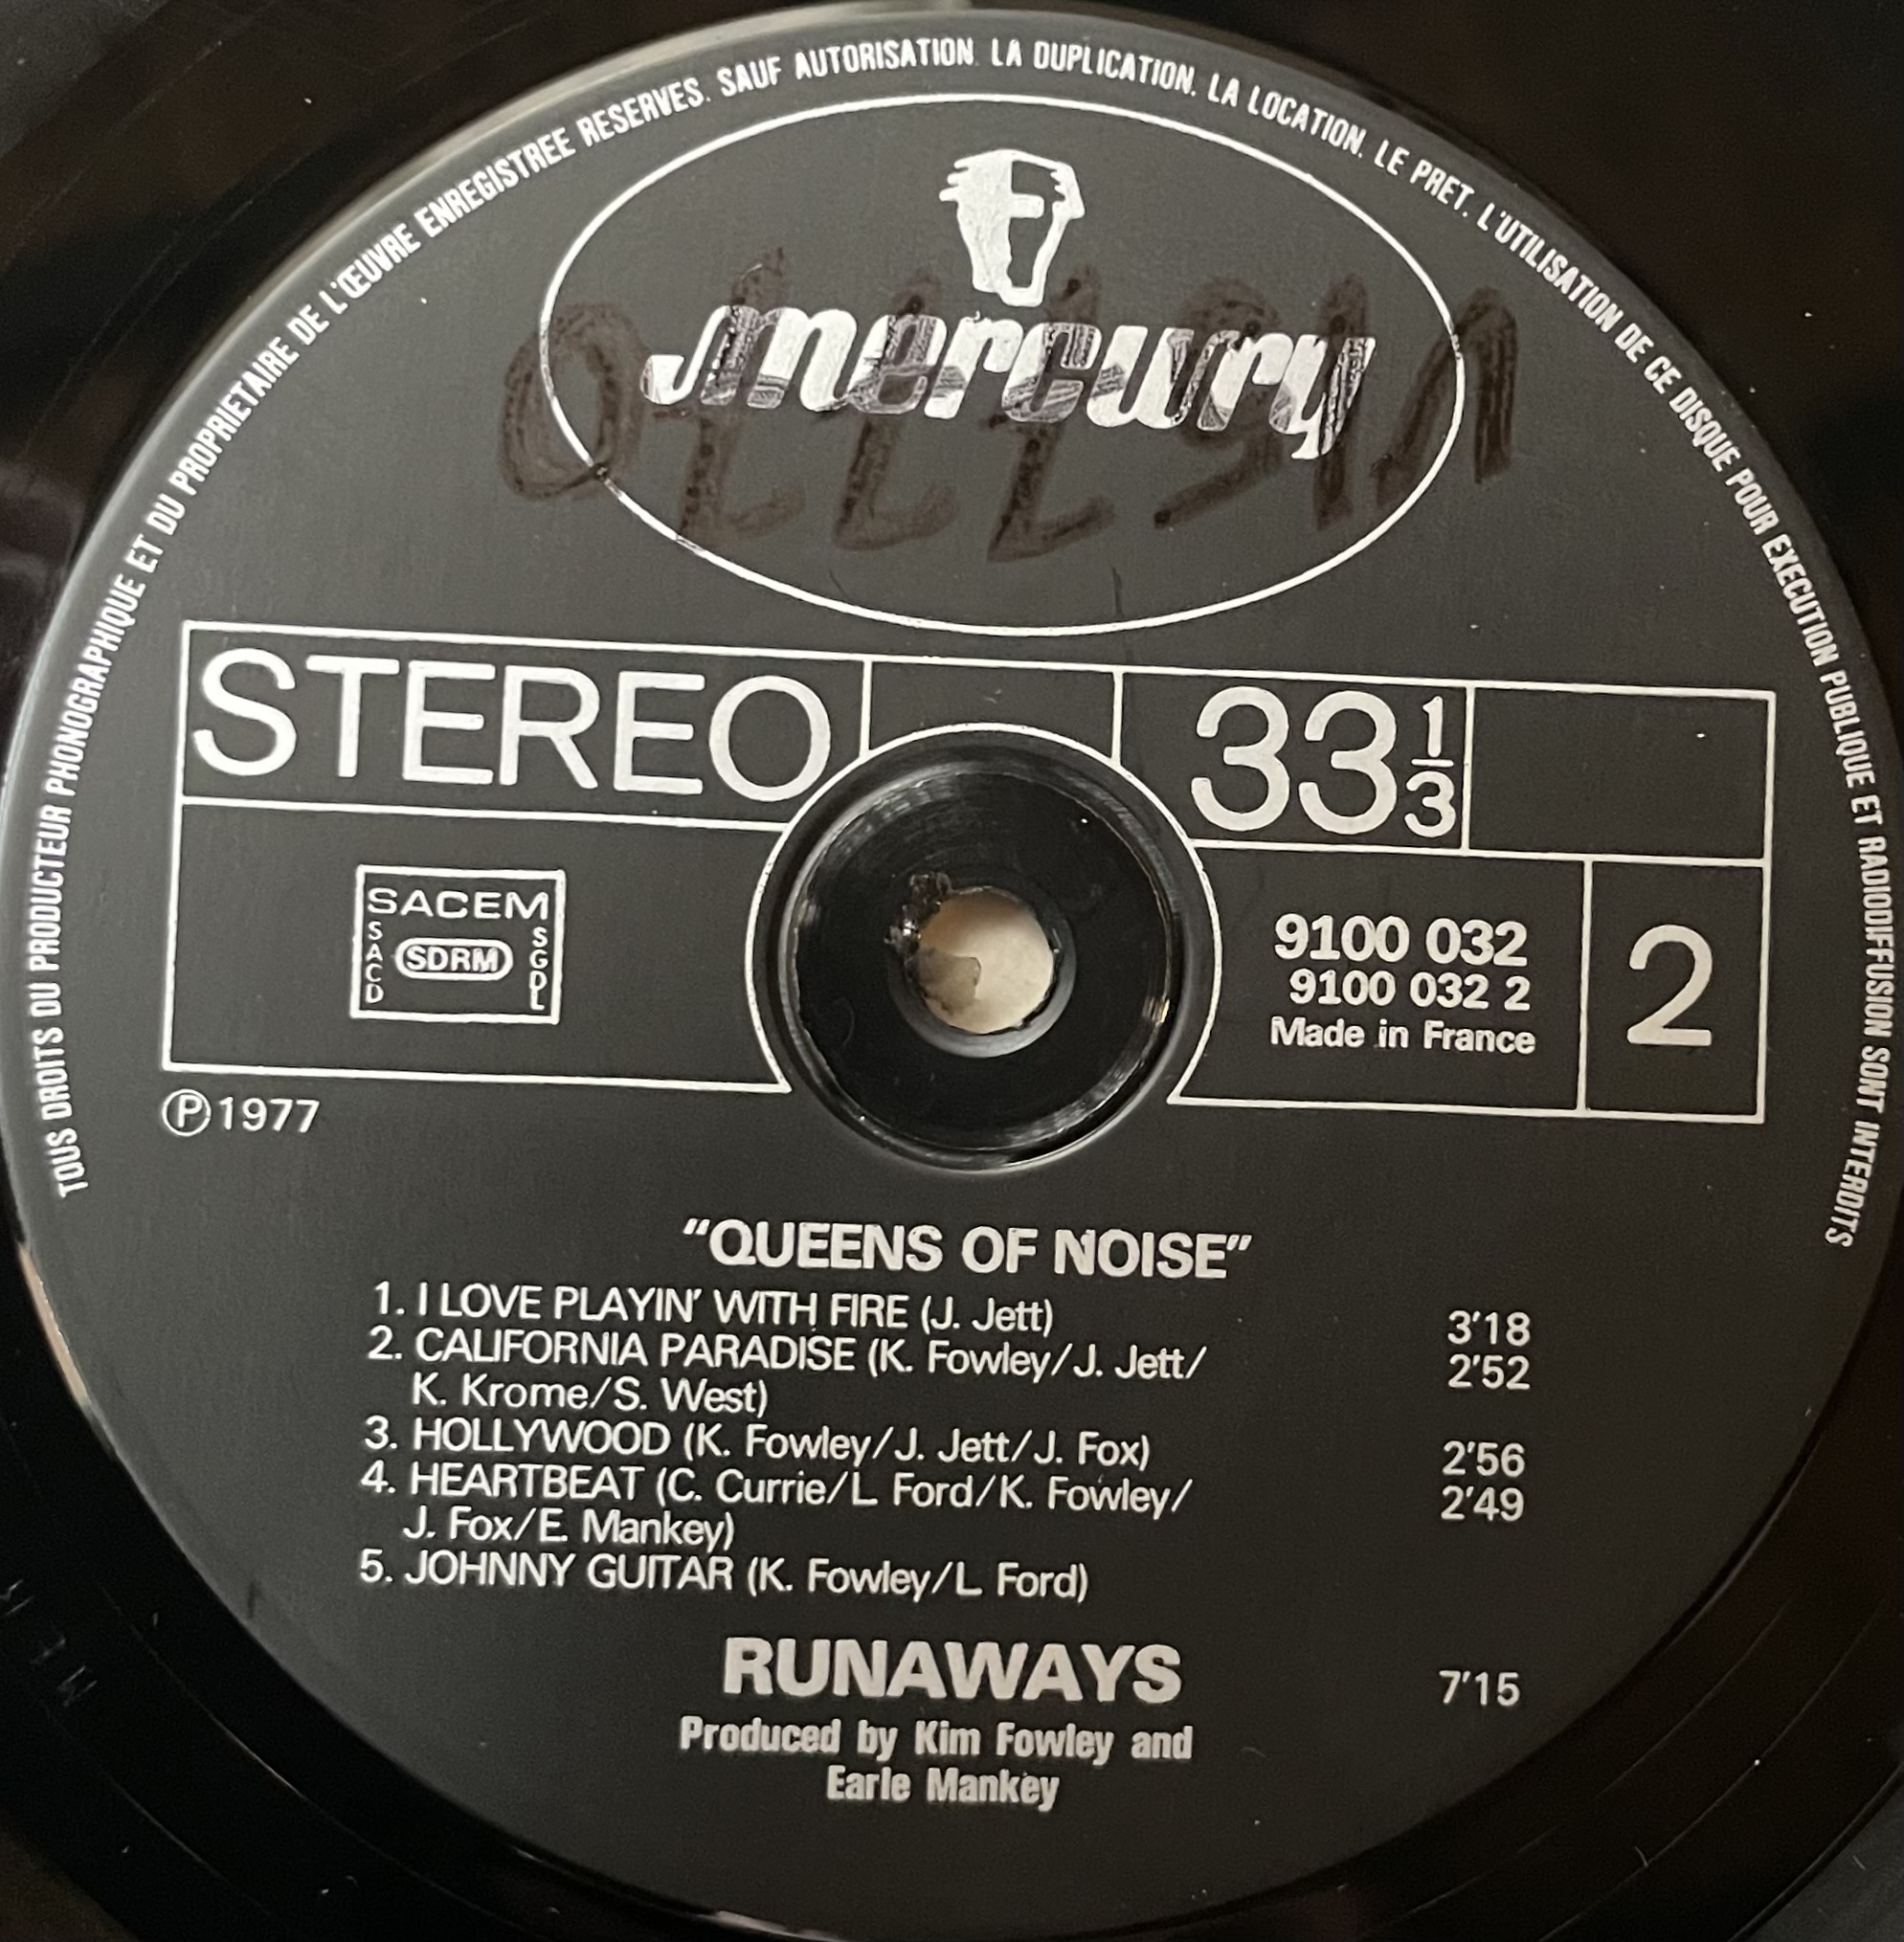 TOUS DROITS DU PRODUCTEUR PHONOGRAPHIQUE ET DU PROPRIETAIRE DE L'ŒUVRE ENREGISTREE RESERVES. SAUF AUTORISATION. LA DUPLICATION. LA LOCATION. LE PRET. L'UTILISATION DE CE DISQUE POUR EXECUTION PUBLIQUE ET RADIODIFFUSION SONT INTERDITS
mercury
STEREO
33 1/3
SACEM
SACD
SDRM
SGDL
9100 032
9100 032 2
Made in France
2
Ⓟ1977
"QUEENS OF NOISE"
1. I LOVE PLAYIN' WITH FIRE (J. Jett) 3'18
2. CALIFORNIA PARADISE (K. Fowley/J. Jett/ 2'52
K. Krome/S. West)
3. HOLLYWOOD (K. Fowley/J. Jett/J. Fox) 2'56
4. HEARTBEAT (C. Currie/L. Ford/K. Fowley/ 2'49
J. Fox/E. Mankey)
5. JOHNNY GUITAR (K. Fowley/L. Ford)
RUNAWAYS 7'15
Produced by Kim Fowley and
Earle Mankey